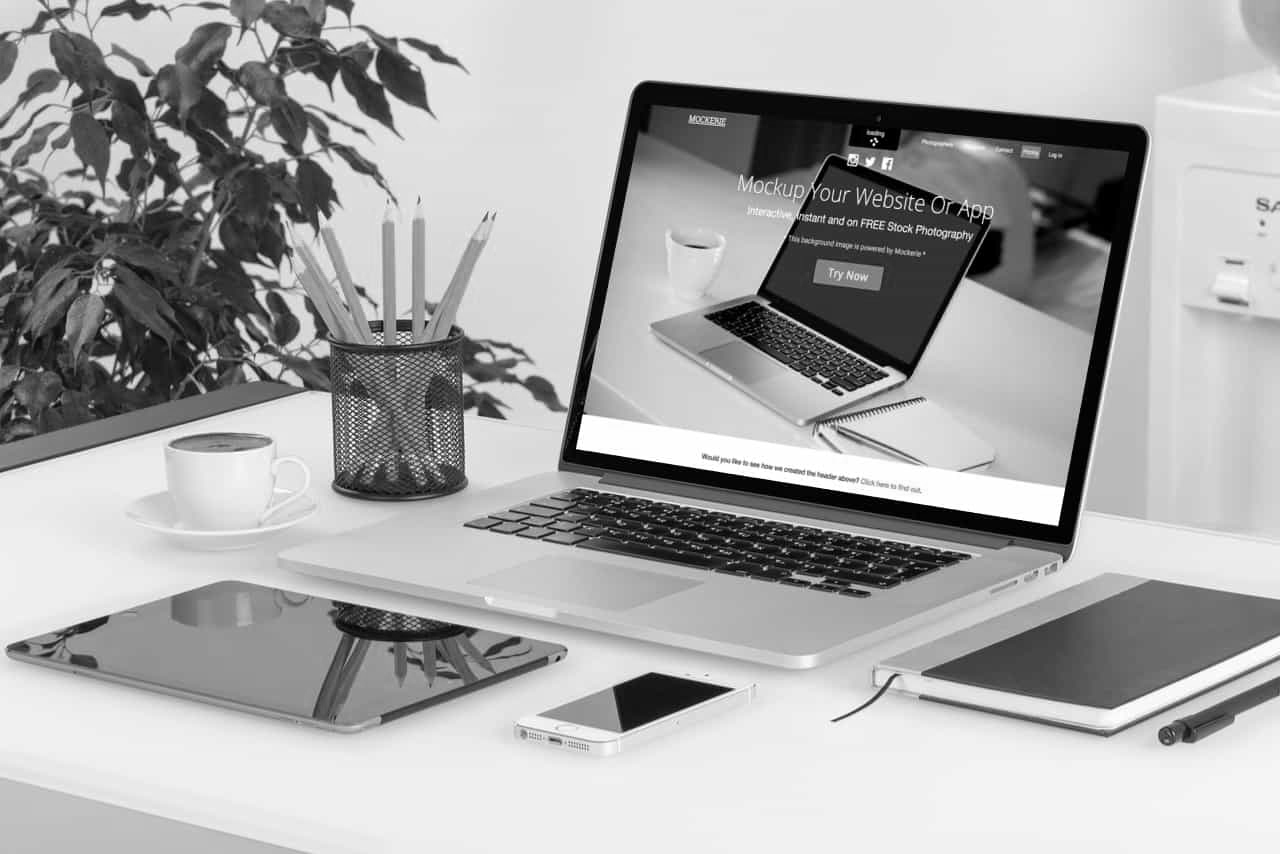 MOCKERIE
loading
Photographers
Contact
Home
Log in
Mockup Your Website Or App
Interactive, Instant and on FREE Stock Photography
This background image is powered by Mockerie *
Try Now
Would you like to see how we created the header above? Click here to find out.